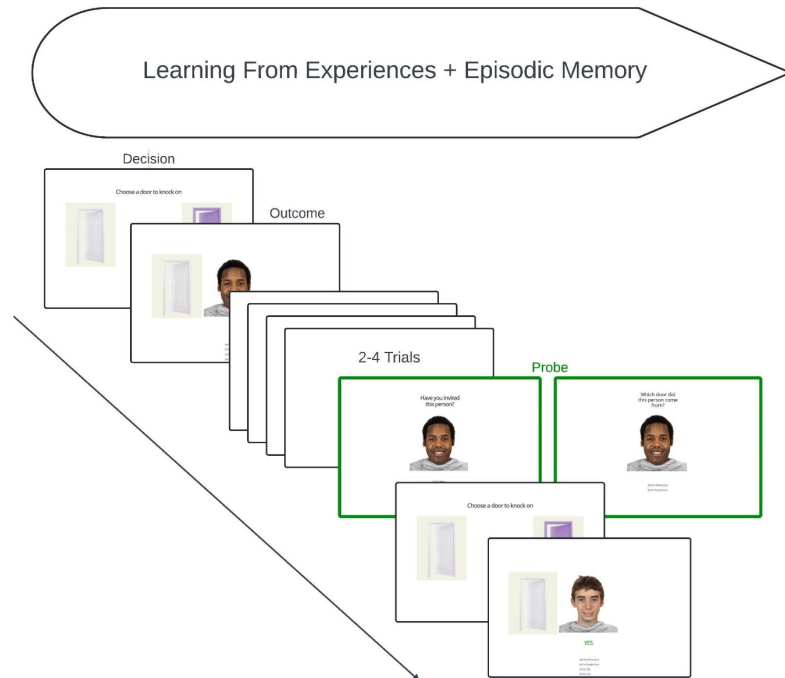 Learning From Experiences + Episodic Memory
Decision
Choose a door to knock on
Outcome
2-4 Trials
Probe
Have you invited
this person?
Which door did
this person come
from?
Choose a door to knock on
YES